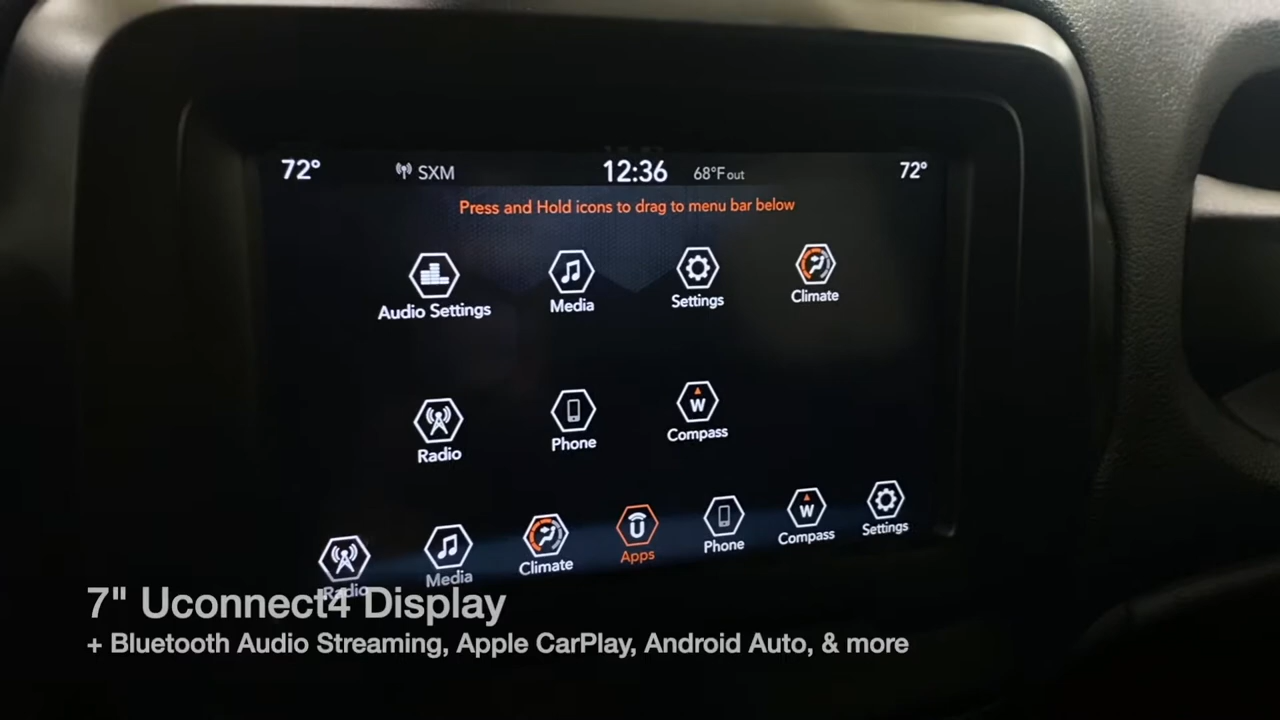 72° SXM 12:36 68°F out 72°
Press and Hold icons to drag to menu bar below
Audio Settings Media Settings Climate
W
Radio Phone Compass
W
Radio Media Climate Apps Phone Compass Settings
7" Uconnect4 Display
+ Bluetooth Audio Streaming, Apple CarPlay, Android Auto, & more